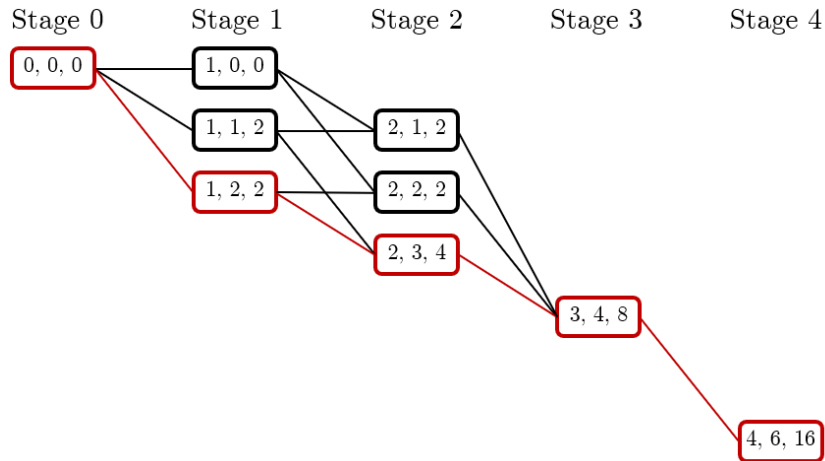 Stage 0 Stage 1 Stage 2 Stage 3 Stage 4
0, 0, 0 1, 0, 0
1, 1, 2 2, 1, 2
1, 2, 2 2, 2, 2
2, 3, 4
3, 4, 8
4, 6, 16